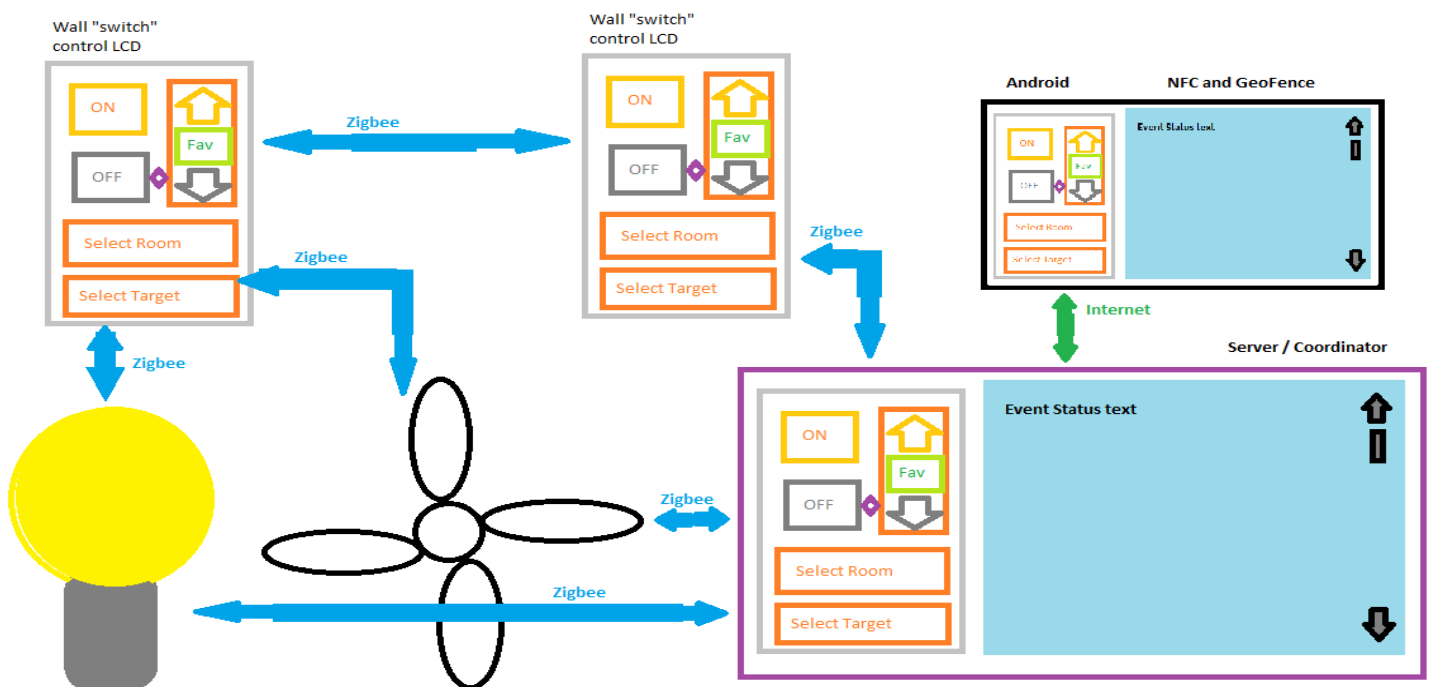 Wall "switch"
control LCD
ON
OFF
Fav
Select Room
Select Target
Zigbee
Zigbee
Zigbee
Wall "switch"
control LCD
ON
OFF
Fav
Select Room
Select Target
Zigbee
Android
NFC and GeoFence
ON
OFF
Fav
Select Room
Select Target
Event Status text
Internet
Server / Coordinator
ON
OFF
Fav
Select Room
Select Target
Event Status text
Zigbee
Zigbee